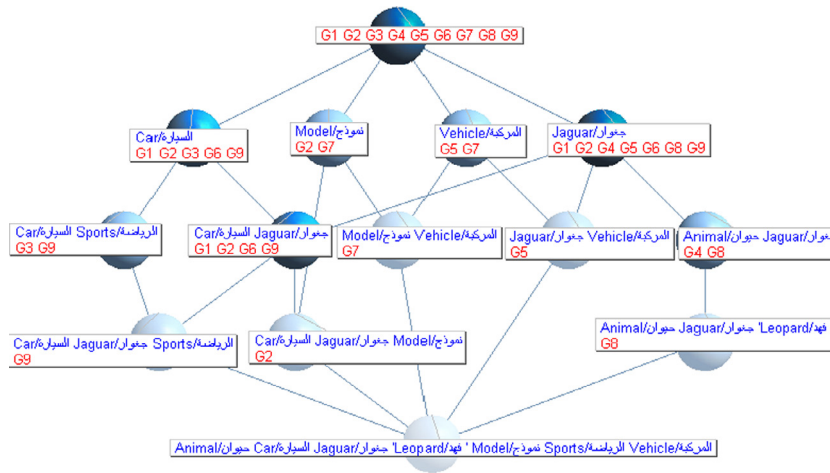 G1 G2 G3 G4 G5 G6 G7 G8 G9
Car/السيارة
G1 G2 G3 G6 G9
Model/نموذج
G2 G7
Vehicle/المركبة
G5 G7
Jaguar/جغوار
G1 G2 G4 G5 G6 G8 G9
Car/السيارة Sports/الرياضة
G3 G9
Car/السيارة Jaguar/جغوار
G1 G2 G6 G9
Model/نموذج Vehicle/المركبة
G7
Jaguar/جغوار Vehicle/المركبة
G5
Animal/حيوان Jaguar/جغوار
G4 G8
Car/السيارة Jaguar/جغوار Sports/الرياضة
G9
Car/السيارة Jaguar/جغوار Model/نموذج
G2
Animal/حيوان Jaguar/جغوار 'Leopard/فهد
G8
Animal/حيوان Car/السيارة Jaguar/جغوار 'Leopard/فهد ' Model/نموذج Sports/الرياضة Vehicle/المركبة